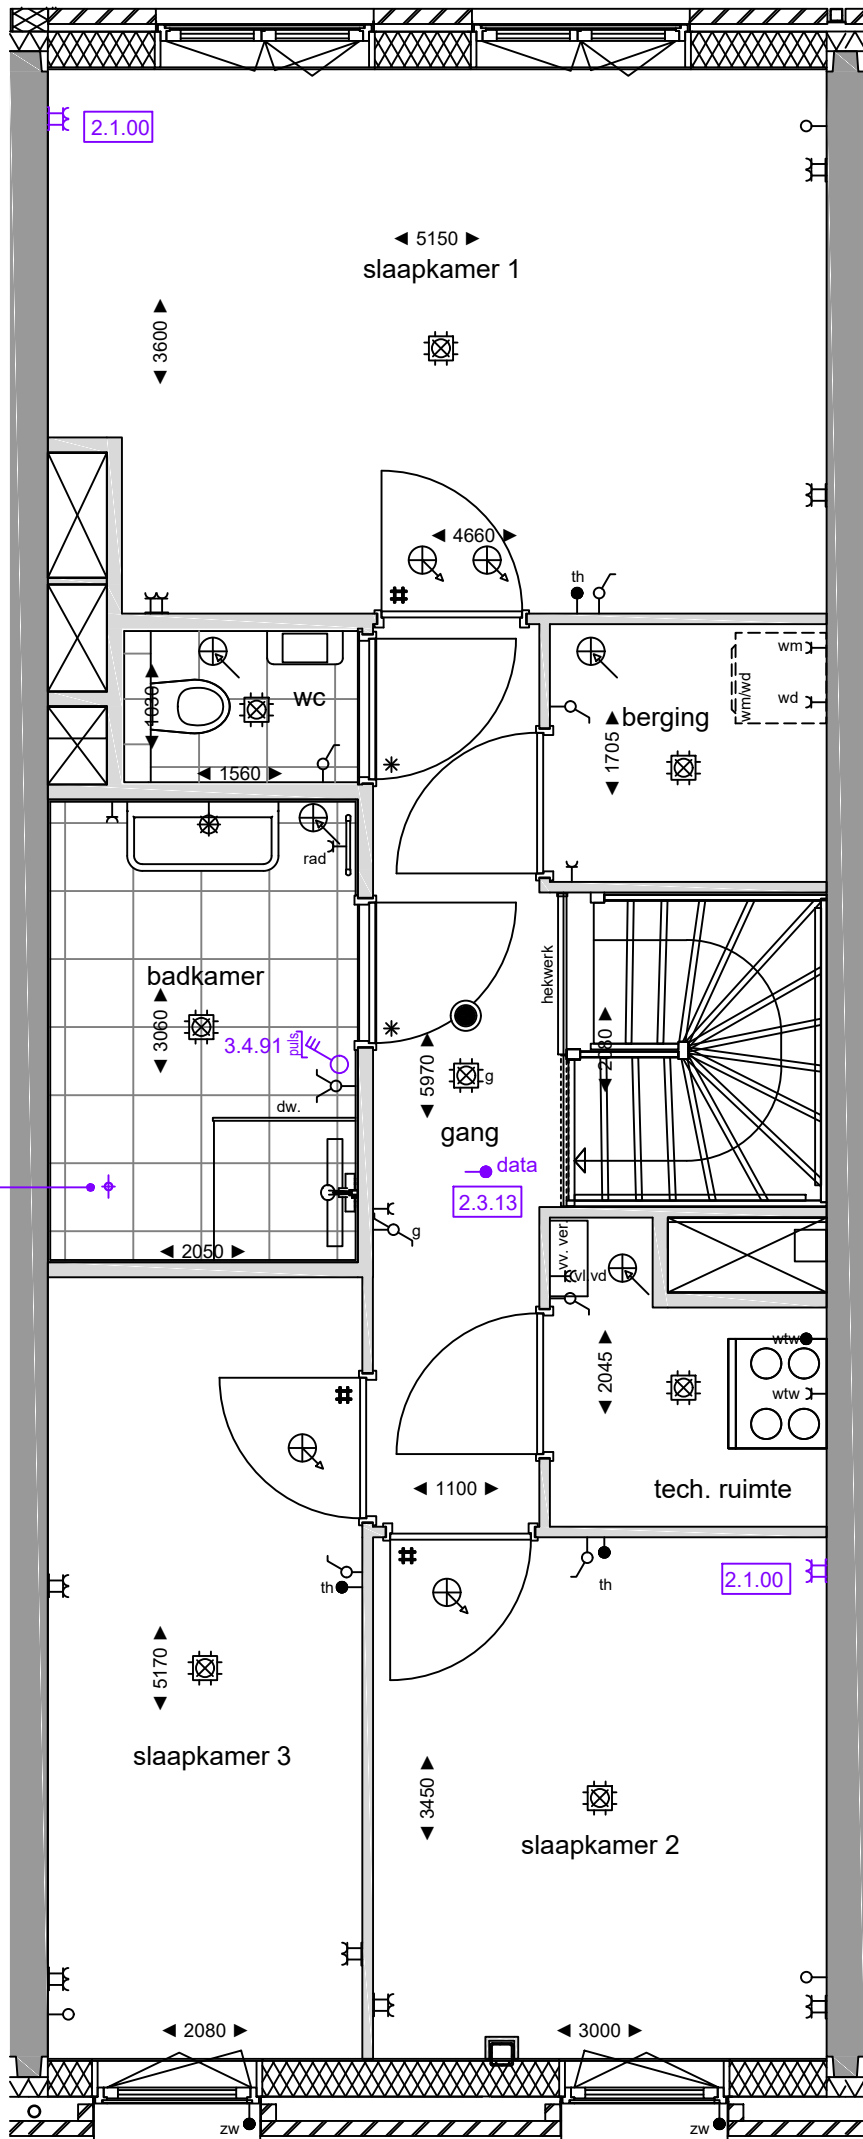 2.1.00
5150
slaapkamer 1
3600
4660
th
wm
wm/wd
wd
wc
1030
1560
berging
1705
rad
badkamer
3060
3.4.91
puls
dw.
2050
hekwerk
2880
5970
g
gang
data
2.3.13
g
vv. ver.
vl.vd
2045
wtw
wtw
tech. ruimte
1100
th
th
2.1.00
5170
slaapkamer 3
3450
slaapkamer 2
2080
3000
zw
zw